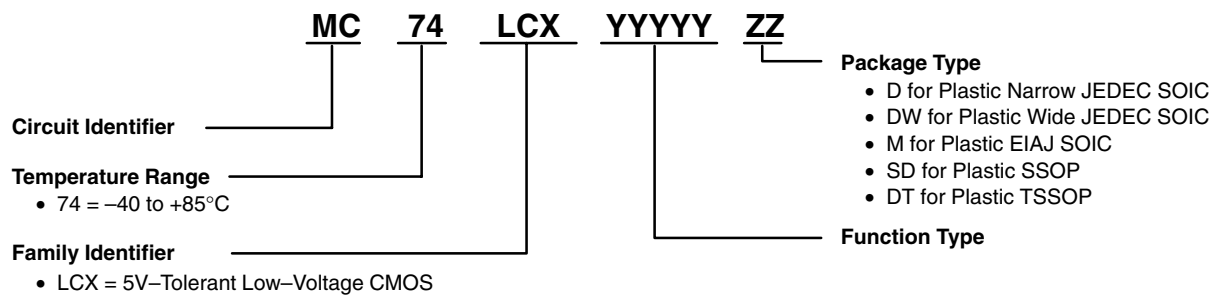 MC 74 LCX YYYYY ZZ
Circuit Identifier
Temperature Range
• 74 = –40 to +85°C
Family Identifier
• LCX = 5V–Tolerant Low–Voltage CMOS
Package Type
• D for Plastic Narrow JEDEC SOIC
• DW for Plastic Wide JEDEC SOIC
• M for Plastic EIAJ SOIC
• SD for Plastic SSOP
• DT for Plastic TSSOP
Function Type